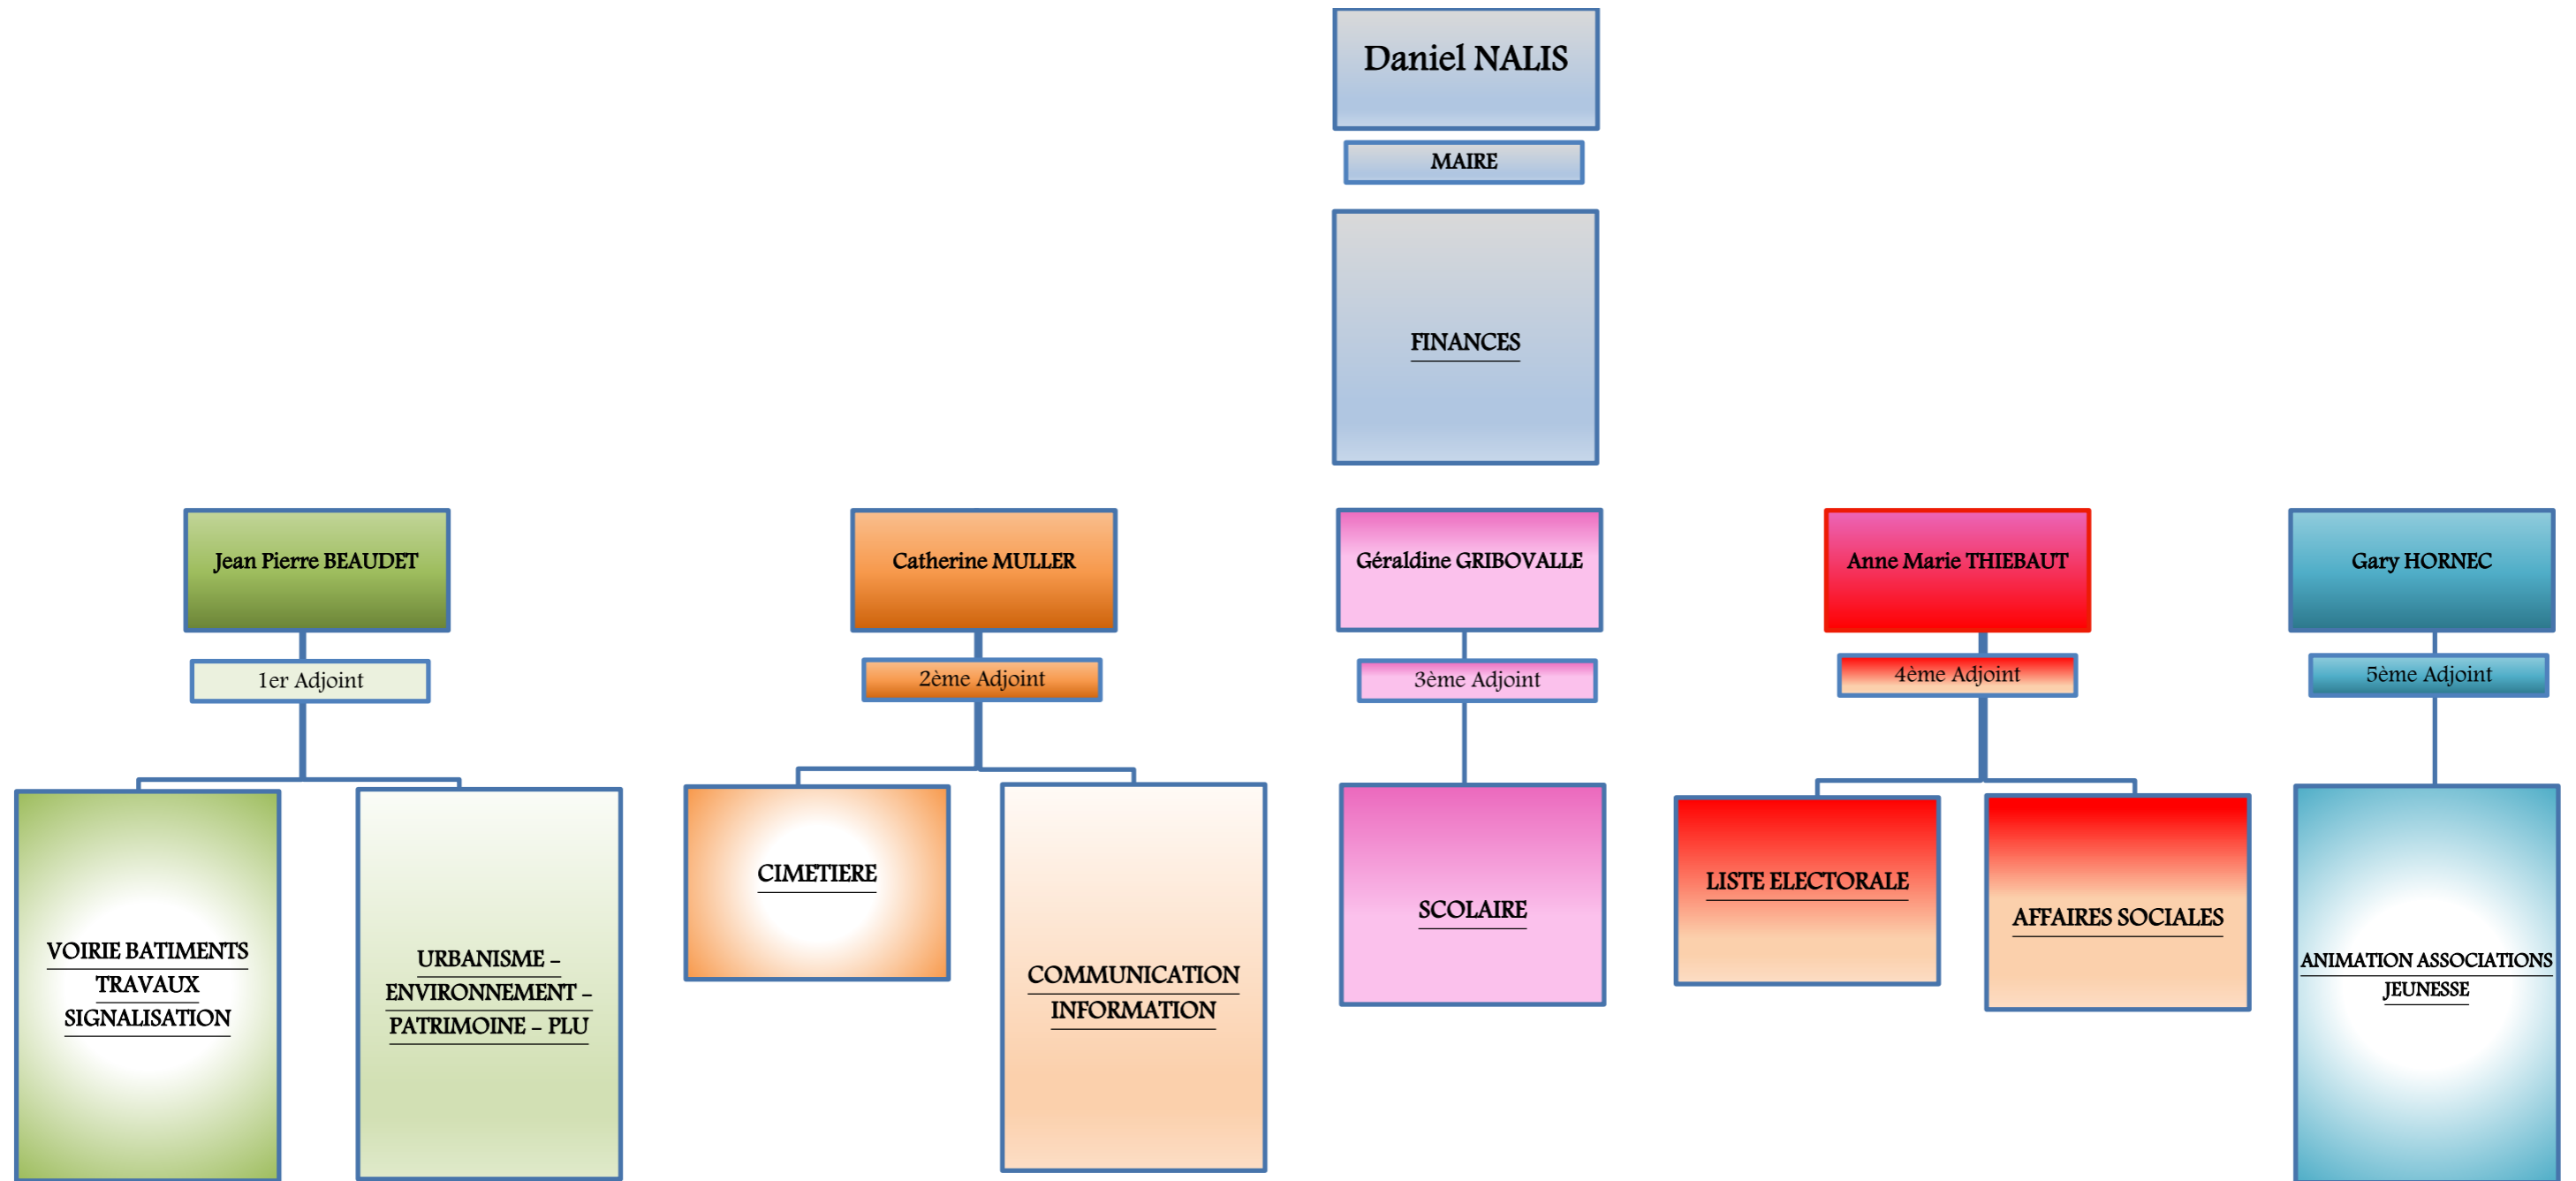 Daniel NALIS
MAIRE
FINANCES
Jean Pierre BEAUDET
1er Adjoint
VOIRIE BATIMENTS
TRAVAUX
SIGNALISATION
URBANISME –
ENVIRONNEMENT –
PATRIMOINE – PLU
Catherine MULLER
2ème Adjoint
CIMETIERE
COMMUNICATION
INFORMATION
Géraldine GRIBOVALLE
3ème Adjoint
SCOLAIRE
Anne Marie THIEBAUT
4ème Adjoint
LISTE ELECTORALE
AFFAIRES SOCIALES
Gary HORNEC
5ème Adjoint
ANIMATION ASSOCIATIONS
JEUNESSE